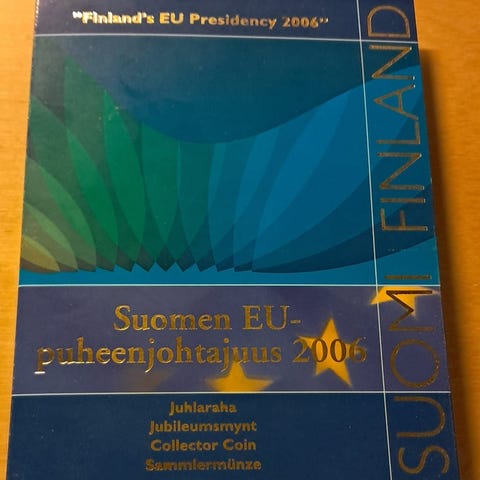 "Finland's EU Presidency 2006"
SUOMI FINLAND
Suomen EU-
puheenjohtajuus 2006
Juhlaraha
Jubileumsmynt
Collector Coin
Sammlermünze